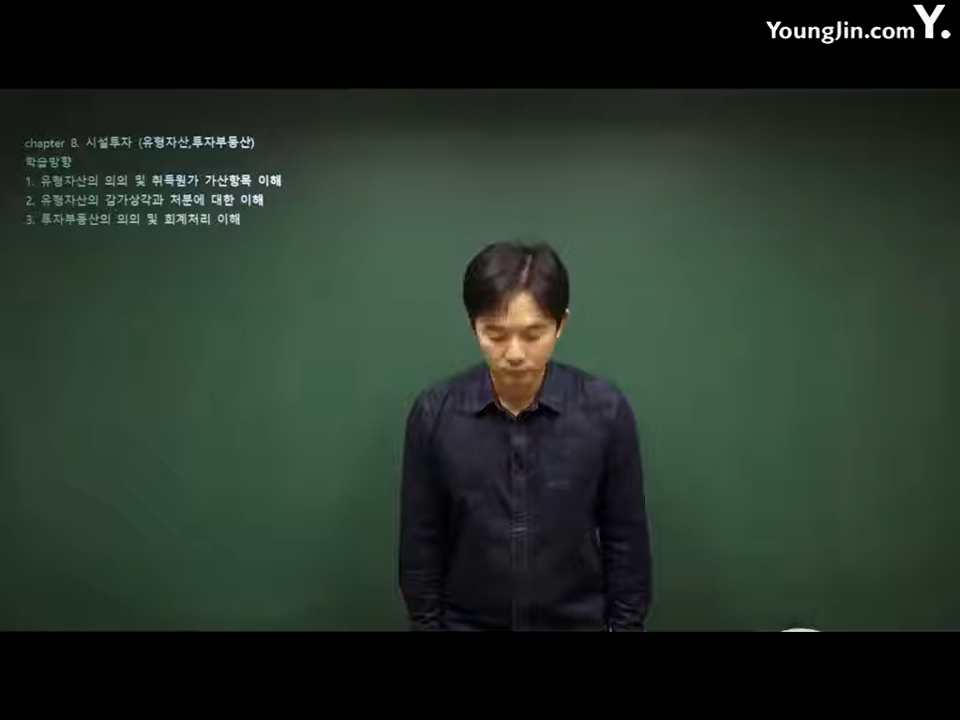 YoungJin.com Y.
chapter 8. 시설투자 (유형자산,투자부동산)
학습방향
1. 유형자산의 의의 및 취득원가 가산항목 이해
2. 유형자산의 감가상각과 처분에 대한 이해
3. 투자부동산의 의의 및 회계처리 이해